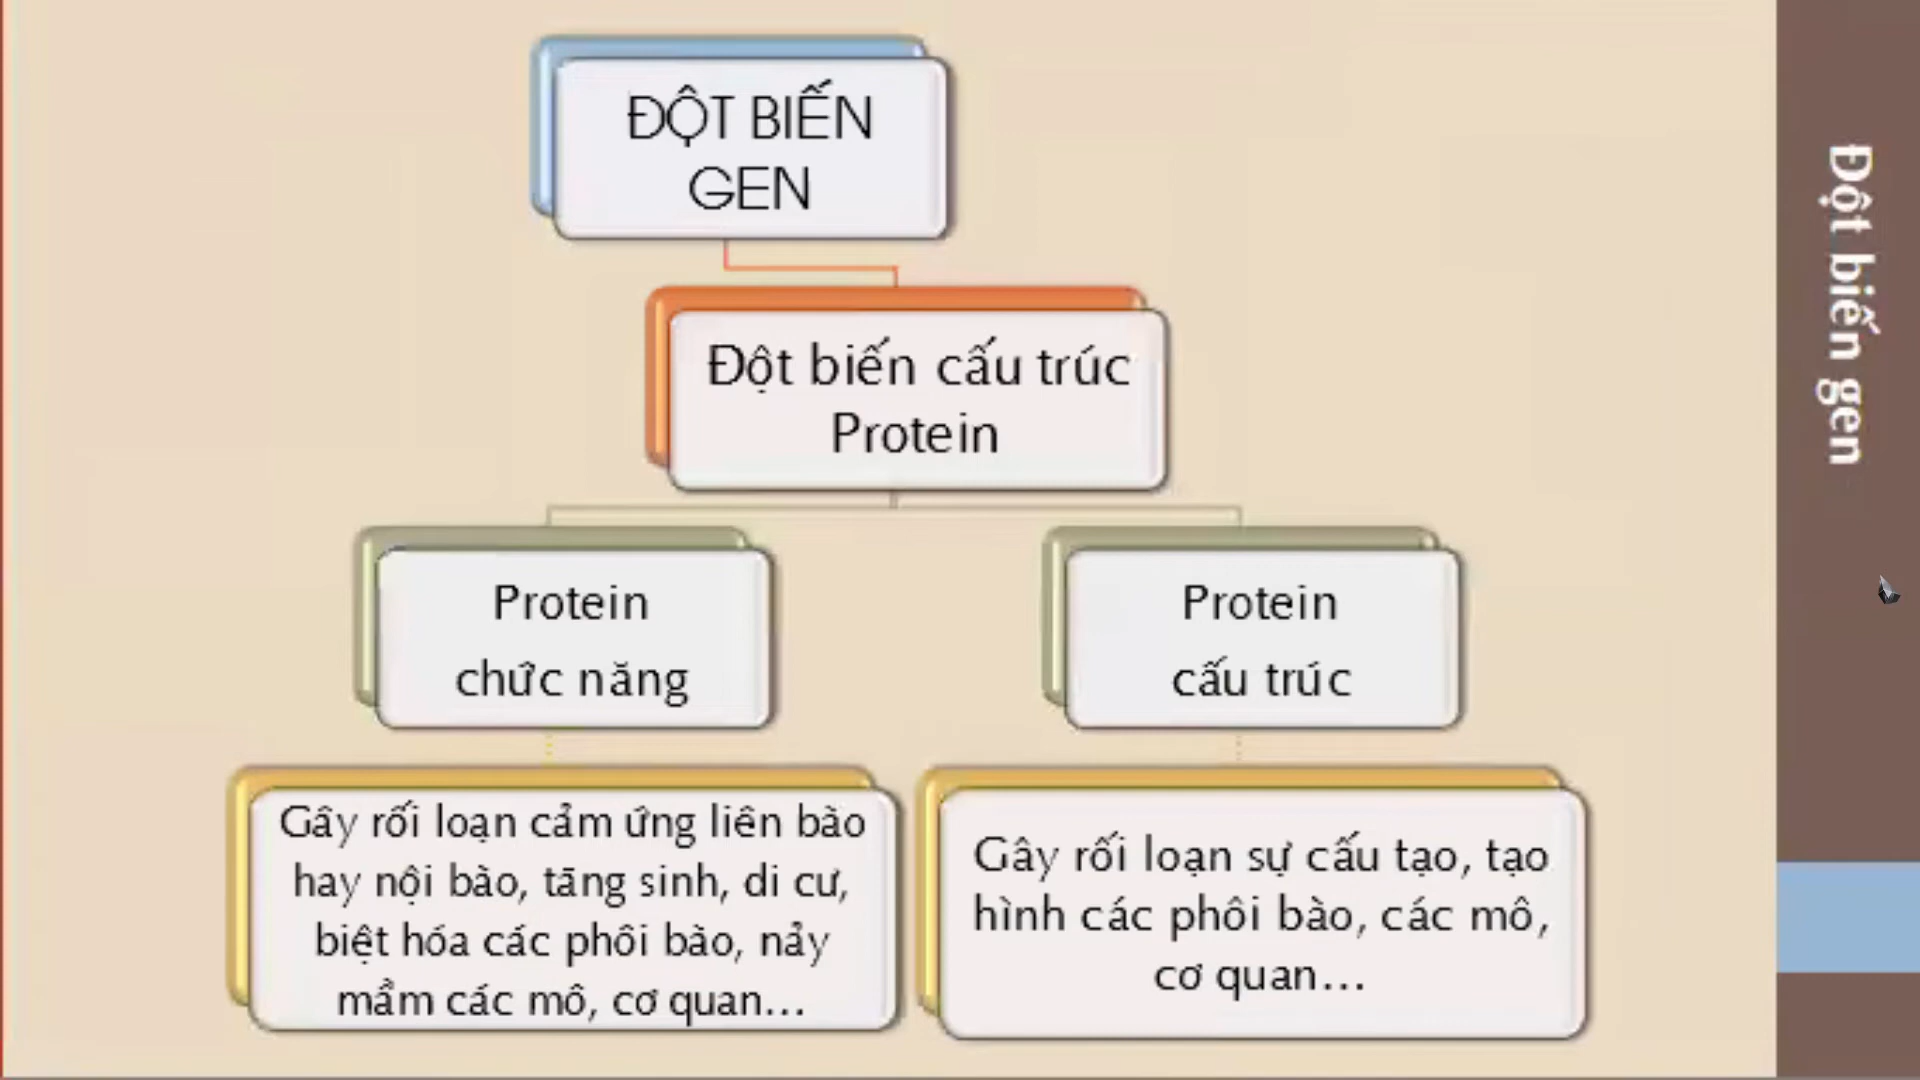 ĐỘT BIẾN
GEN
Đột biến cấu trúc
Protein
Protein
chức năng
Protein
cấu trúc
Gây rối loạn cảm ứng liên bào
hay nội bào, tăng sinh, di cư,
biệt hóa các phôi bào, nảy
mầm các mô, cơ quan...
Gây rối loạn sự cấu tạo, tạo
hình các phôi bào, các mô,
cơ quan...
Đột biến gen